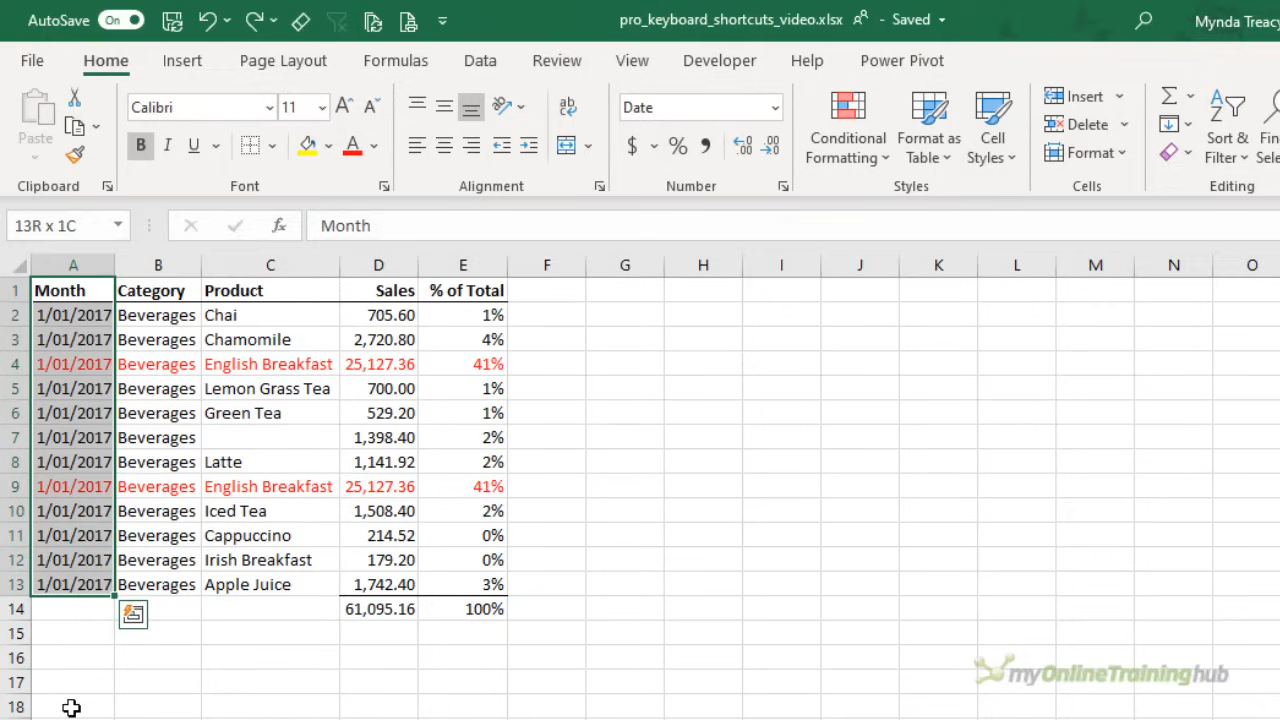 AutoSave On pro_keyboard_shortcuts_video.xlsx - Saved Mynda Treacy
File Home Insert Page Layout Formulas Data Review View Developer Help Power Pivot
Paste Calibri 11 A A ab Date Conditional Formatting Format as Table Cell Styles Insert Delete Format Σ Sort & Filter
B I U A $ % , .00
Clipboard Font Alignment Number Styles Cells Editing
13R x 1C fx Month
A B C D E F G H I J K L M N O
1 Month Category Product Sales % of Total
2 1/01/2017 Beverages Chai 705.60 1%
3 1/01/2017 Beverages Chamomile 2,720.80 4%
4 1/01/2017 Beverages English Breakfast 25,127.36 41%
5 1/01/2017 Beverages Lemon Grass Tea 700.00 1%
6 1/01/2017 Beverages Green Tea 529.20 1%
7 1/01/2017 Beverages 1,398.40 2%
8 1/01/2017 Beverages Latte 1,141.92 2%
9 1/01/2017 Beverages English Breakfast 25,127.36 41%
10 1/01/2017 Beverages Iced Tea 1,508.40 2%
11 1/01/2017 Beverages Cappuccino 214.52 0%
12 1/01/2017 Beverages Irish Breakfast 179.20 0%
13 1/01/2017 Beverages Apple Juice 1,742.40 3%
14 61,095.16 100%
15
16
17 myOnlineTraininghub
18